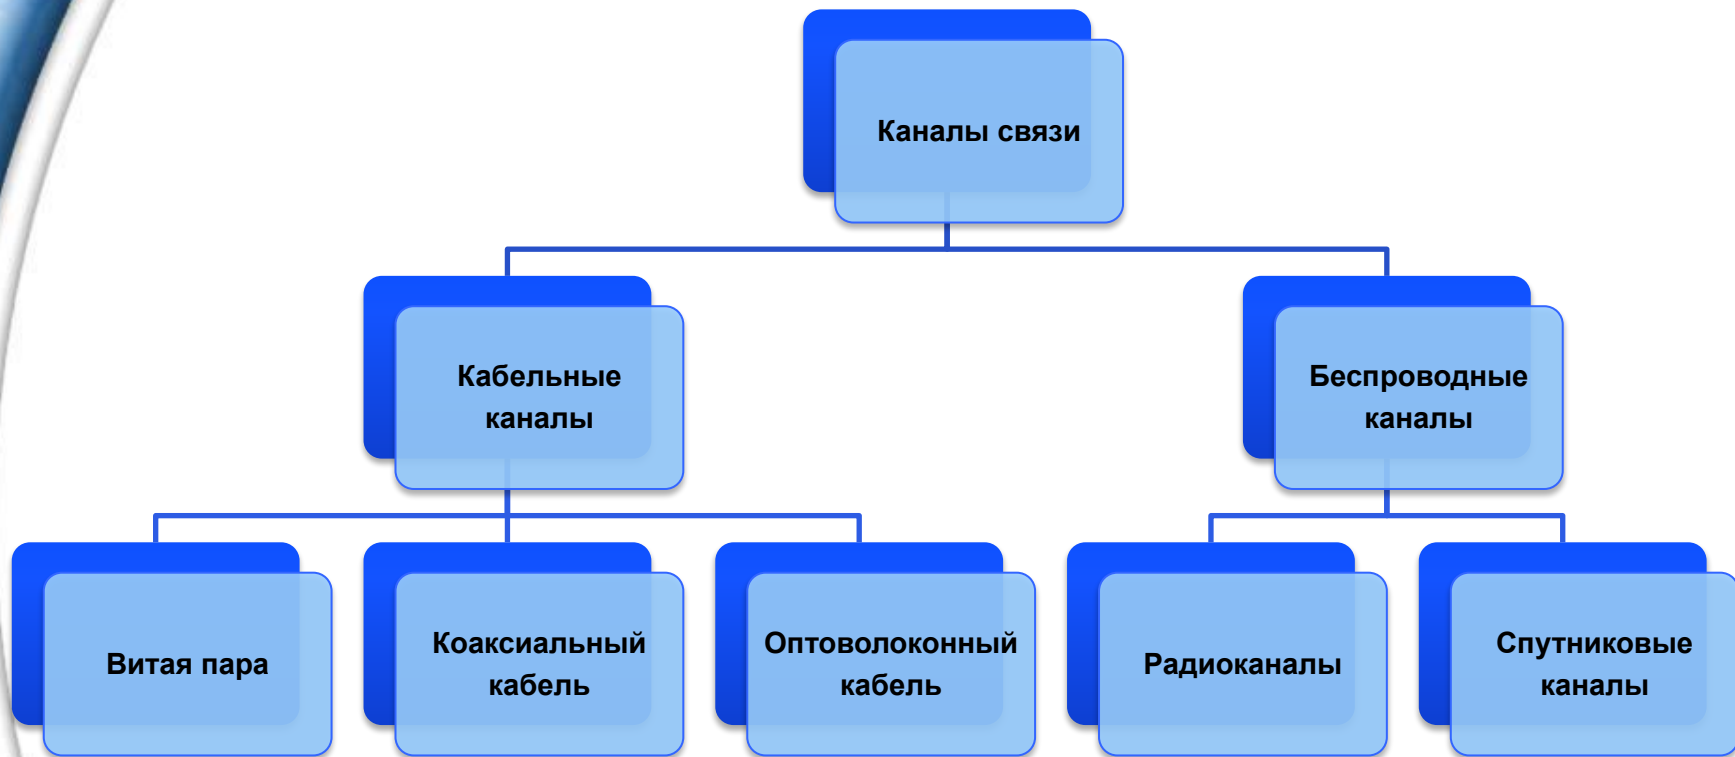 Каналы связи
Кабельные
каналы
Беспроводные
каналы
Витая пара
Коаксиальный
кабель
Оптоволоконный
кабель
Радиоканалы
Спутниковые
каналы